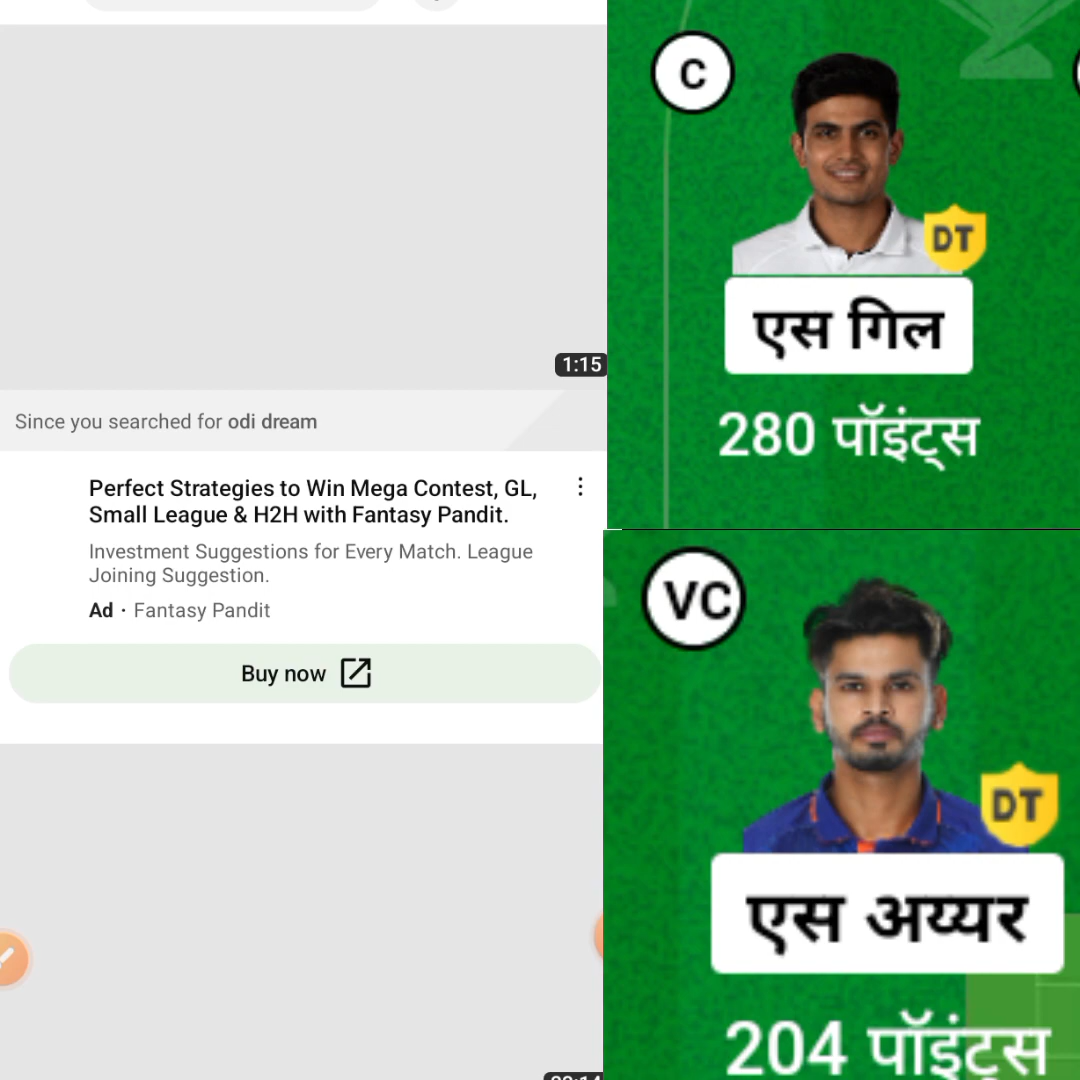 1:15
Since you searched for odi dream
Perfect Strategies to Win Mega Contest, GL,
Small League & H2H with Fantasy Pandit.
Investment Suggestions for Every Match. League
Joining Suggestion.
Ad · Fantasy Pandit
Buy now
C
DT
एस गिल
280 पॉइंट्स
VC
DT
एस अय्यर
204 पॉइंट्स